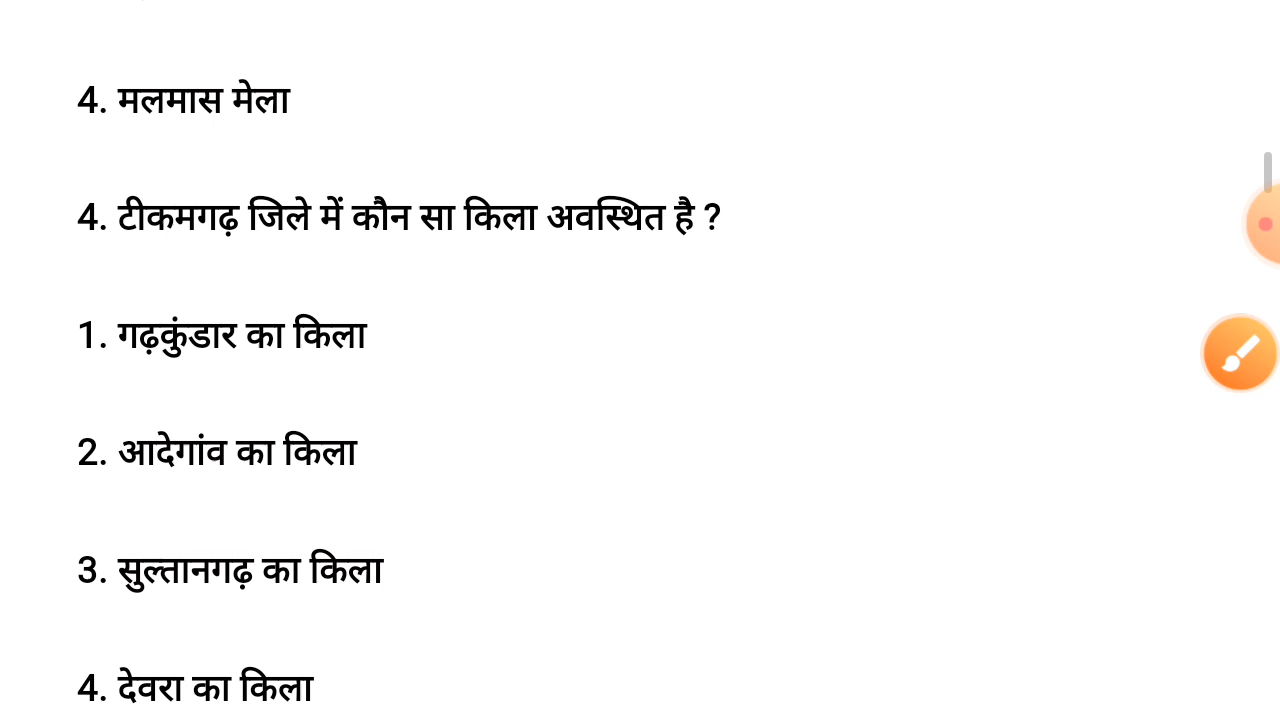 4. मलमास मेला
4. टीकमगढ़ जिले में कौन सा किला अवस्थित है ?
1. गढ़कुंडार का किला
2. आदेगांव का किला
3. सुल्तानगढ़ का किला
4. देवरा का किला